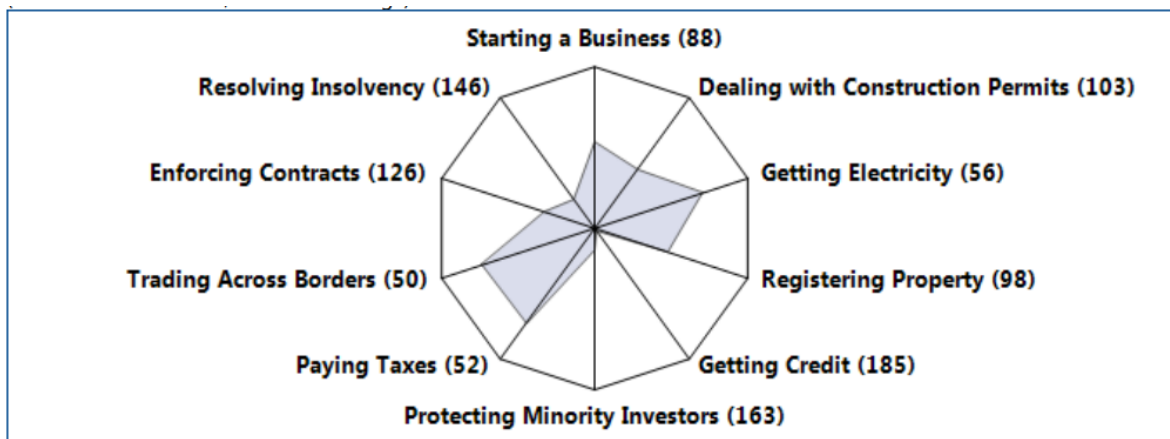 Starting a Business (88)
Resolving Insolvency (146)
Dealing with Construction Permits (103)
Enforcing Contracts (126)
Getting Electricity (56)
Trading Across Borders (50)
Registering Property (98)
Paying Taxes (52)
Getting Credit (185)
Protecting Minority Investors (163)